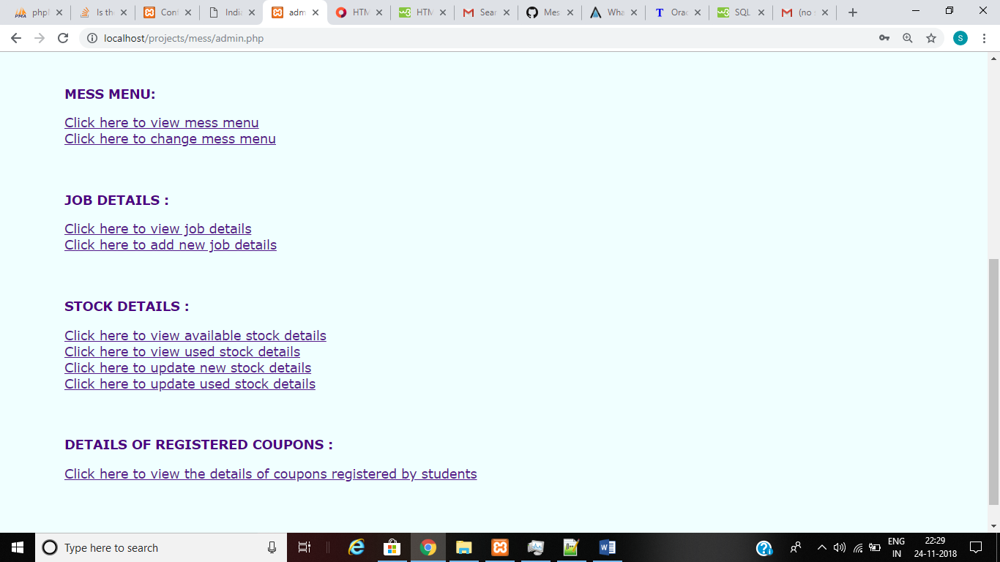 phpM
Is th
Conf
India
adm
HTM
HTM
Sear
Mes
Wha
Orac
SQL
(no s
localhost/projects/mess/admin.php
S
MESS MENU:
Click here to view mess menu
Click here to change mess menu
JOB DETAILS :
Click here to view job details
Click here to add new job details
STOCK DETAILS :
Click here to view available stock details
Click here to view used stock details
Click here to update new stock details
Click here to update used stock details
DETAILS OF REGISTERED COUPONS :
Click here to view the details of coupons registered by students
Type here to search
ENG
IN
22:29
24-11-2018